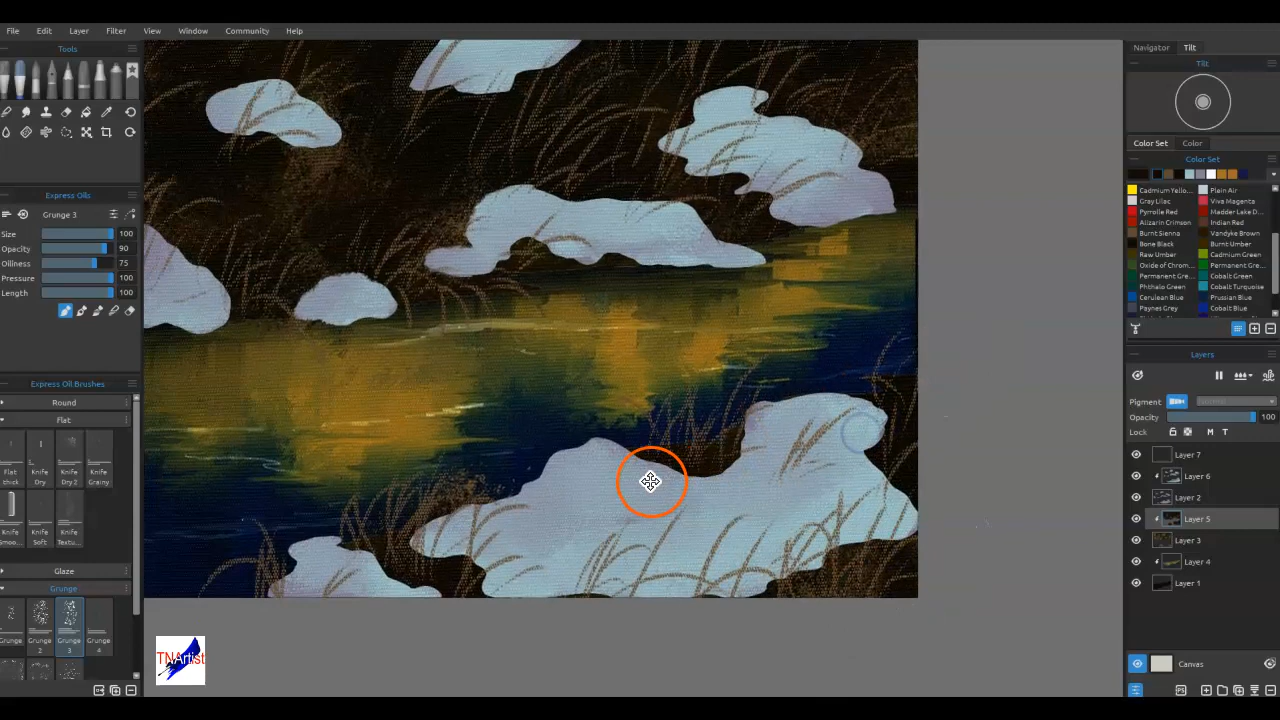 File Edit Layer Filter View Window Community Help
Tools
Express Oils
Grunge 3
Size 100
Opacity 90
Oiliness 75
Pressure 100
Length 100
Express Oil Brushes
Round
Flat
Flat thick
Knife Dry
Knife Dry 2
Knife Grainy
Knife Smoo...
Knife Soft
Knife Textu...
Glaze
Grunge
Grunge
Grunge 2
Grunge 3
Grunge 4
TNArtist
Navigator Tilt
Tilt
Color Set Color
Color Set
Cadmium Yello... Plain Air
Gray Lilac Viva Magenta
Pyrrolle Red Madder Lake D...
Alizarin Crimson Indian Red
Burnt Sienna Vandyke Brown
Bone Black Burnt Umber
Raw Umber Cadmium Green
Oxide of Chrom... Permanent Gre...
Permanent Gre... Cobalt Green
Phthalo Green Cobalt Turquoise
Cerulean Blue Prussian Blue
Paynes Grey Cobalt Blue
Layers
Pigment
Opacity 100
Lock M T
Layer 7
Layer 6
Layer 2
Layer 5
Layer 3
Layer 4
Layer 1
Canvas
PS